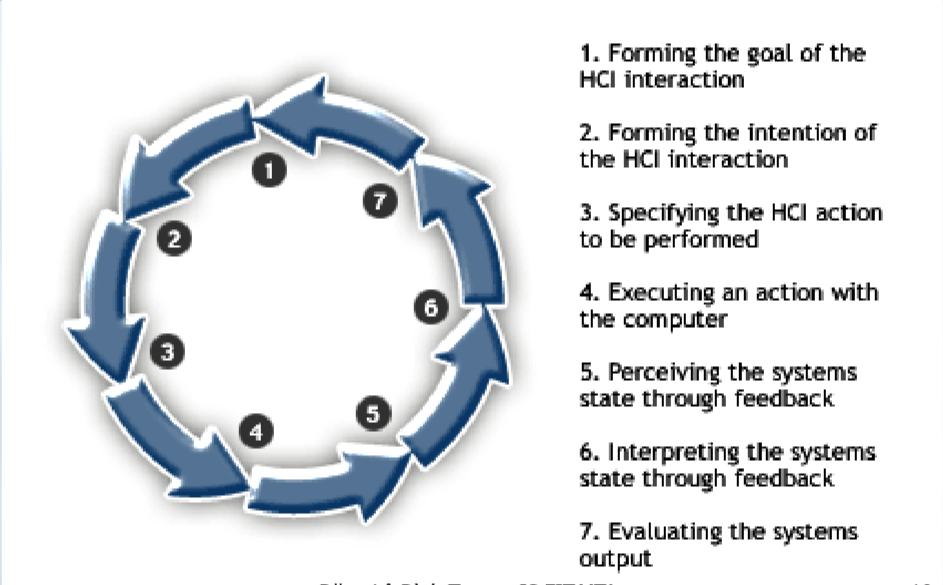 1. Forming the goal of the
HCI interaction
2. Forming the intention of
the HCI interaction
3. Specifying the HCI action
to be performed
4. Executing an action with
the computer
5. Perceiving the systems
state through feedback
6. Interpreting the systems
state through feedback
7. Evaluating the systems
output
1
2
3
4
5
6
7